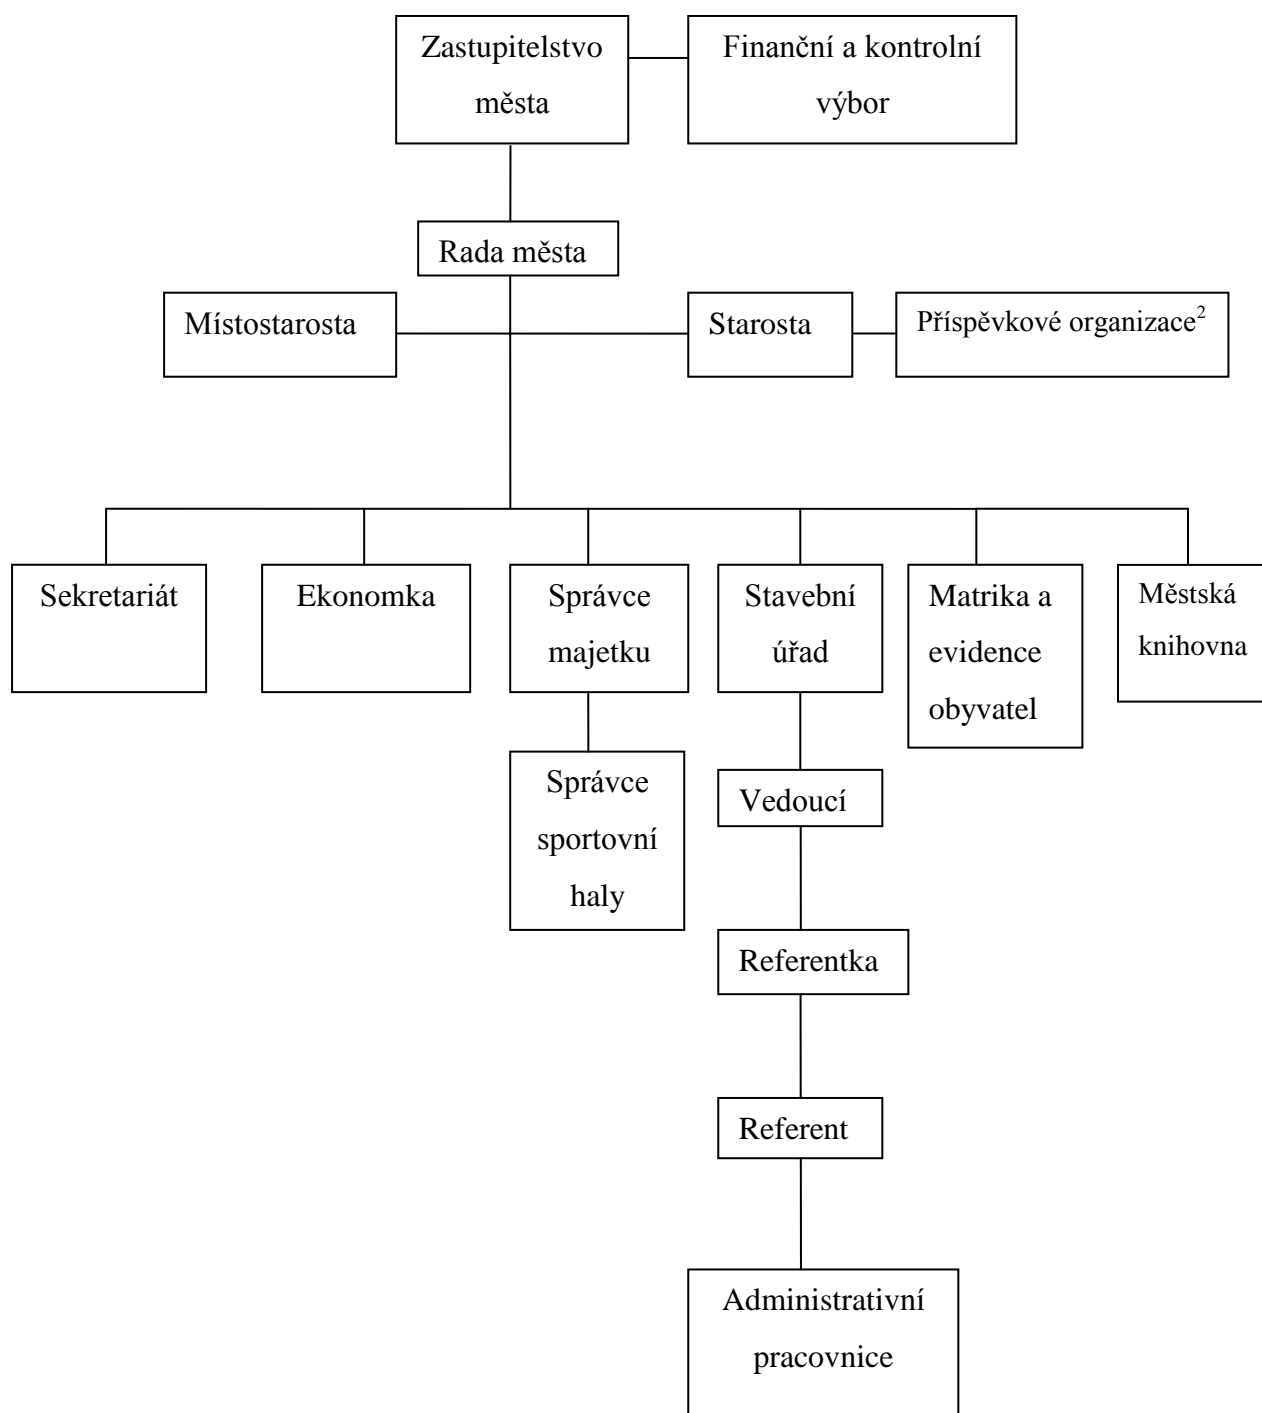 Zastupitelstvo
města
Finanční a kontrolní
výbor
Rada města
Místostarosta
Starosta
Příspěvkové organizace²
Sekretariát
Ekonomka
Správce
majetku
Stavební
úřad
Matrika a
evidence
obyvatel
Městská
knihovna
Správce
sportovní
haly
Vedoucí
Referentka
Referent
Administrativní
pracovnice